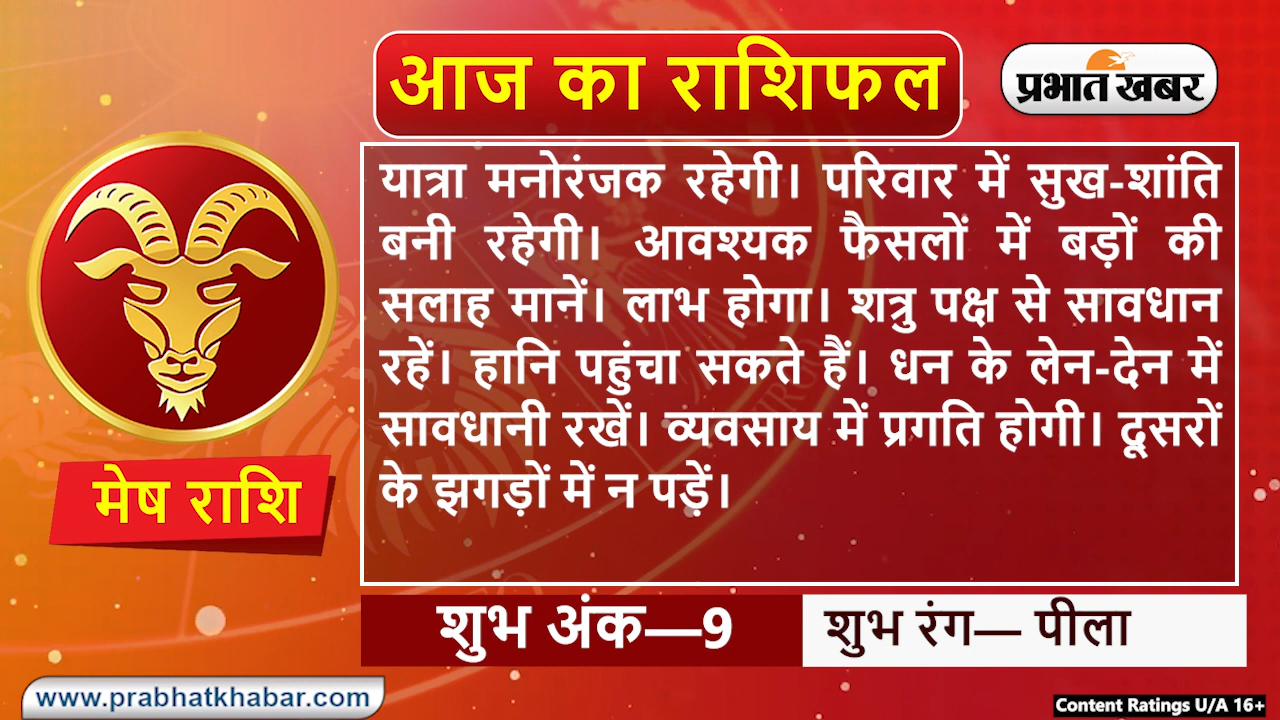 आज का राशिफल
प्रभात खबर
यात्रा मनोरंजक रहेगी। परिवार में सुख-शांति
बनी रहेगी। आवश्यक फैसलों में बड़ों की
सलाह मानें। लाभ होगा। शत्रु पक्ष से सावधान
रहें। हानि पहुंचा सकते हैं। धन के लेन-देन में
सावधानी रखें। व्यवसाय में प्रगति होगी। दूसरों
के झगड़ों में न पड़ें।
मेष राशि
शुभ अंक—9
शुभ रंग— पीला
www.prabhatkhabar.com
Content Ratings U/A 16+